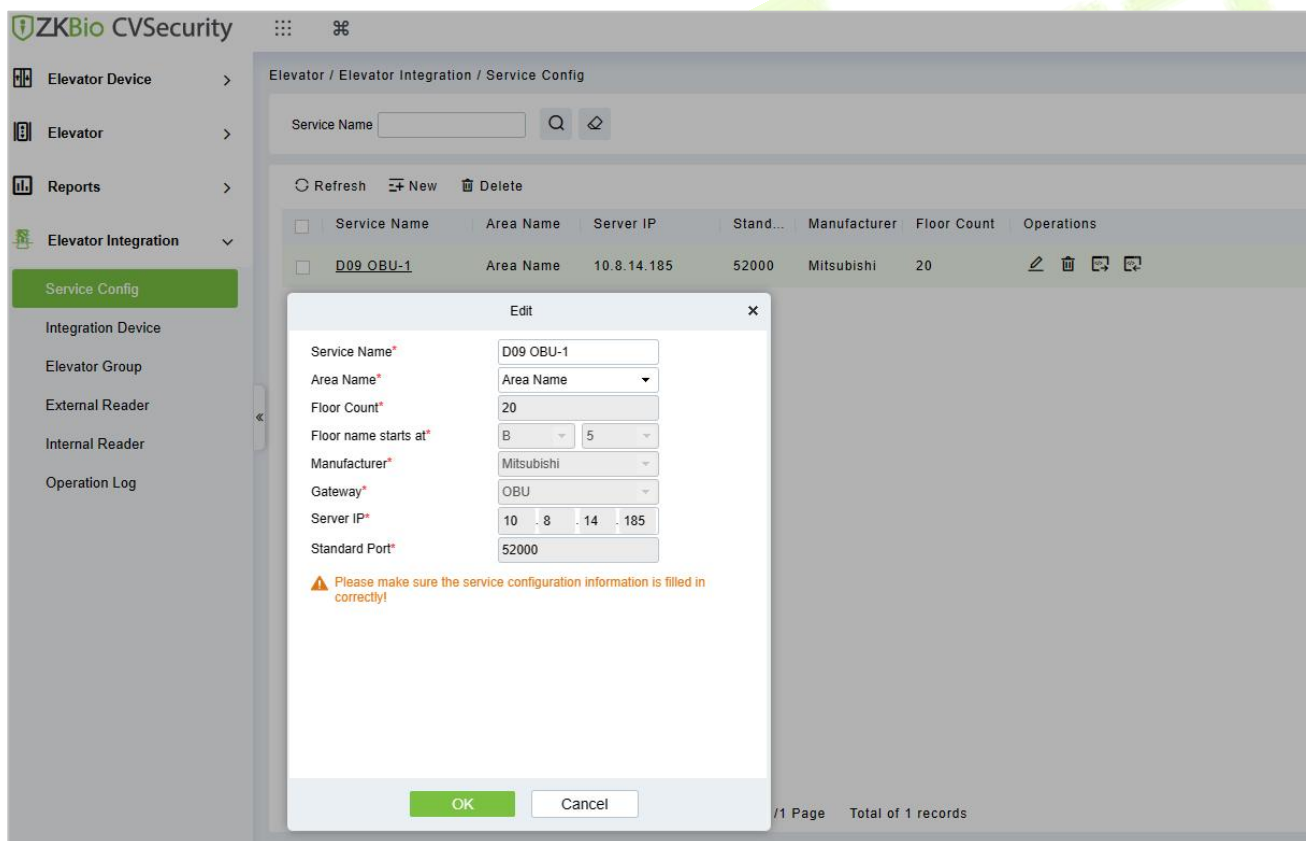 ZKBio CVSecurity
Elevator Device
Elevator
Reports
Elevator Integration
Service Config
Integration Device
Elevator Group
External Reader
Internal Reader
Operation Log
Elevator / Elevator Integration / Service Config
Service Name
Refresh New Delete
Service Name Area Name Server IP Stand... Manufacturer Floor Count Operations
D09 OBU-1 Area Name 10.8.14.185 52000 Mitsubishi 20
Edit
Service Name* D09 OBU-1
Area Name* Area Name
Floor Count* 20
Floor name starts at* B 5
Manufacturer* Mitsubishi
Gateway* OBU
Server IP* 10 . 8 . 14 . 185
Standard Port* 52000
Please make sure the service configuration information is filled in
correctly!
OK Cancel
/1 Page Total of 1 records